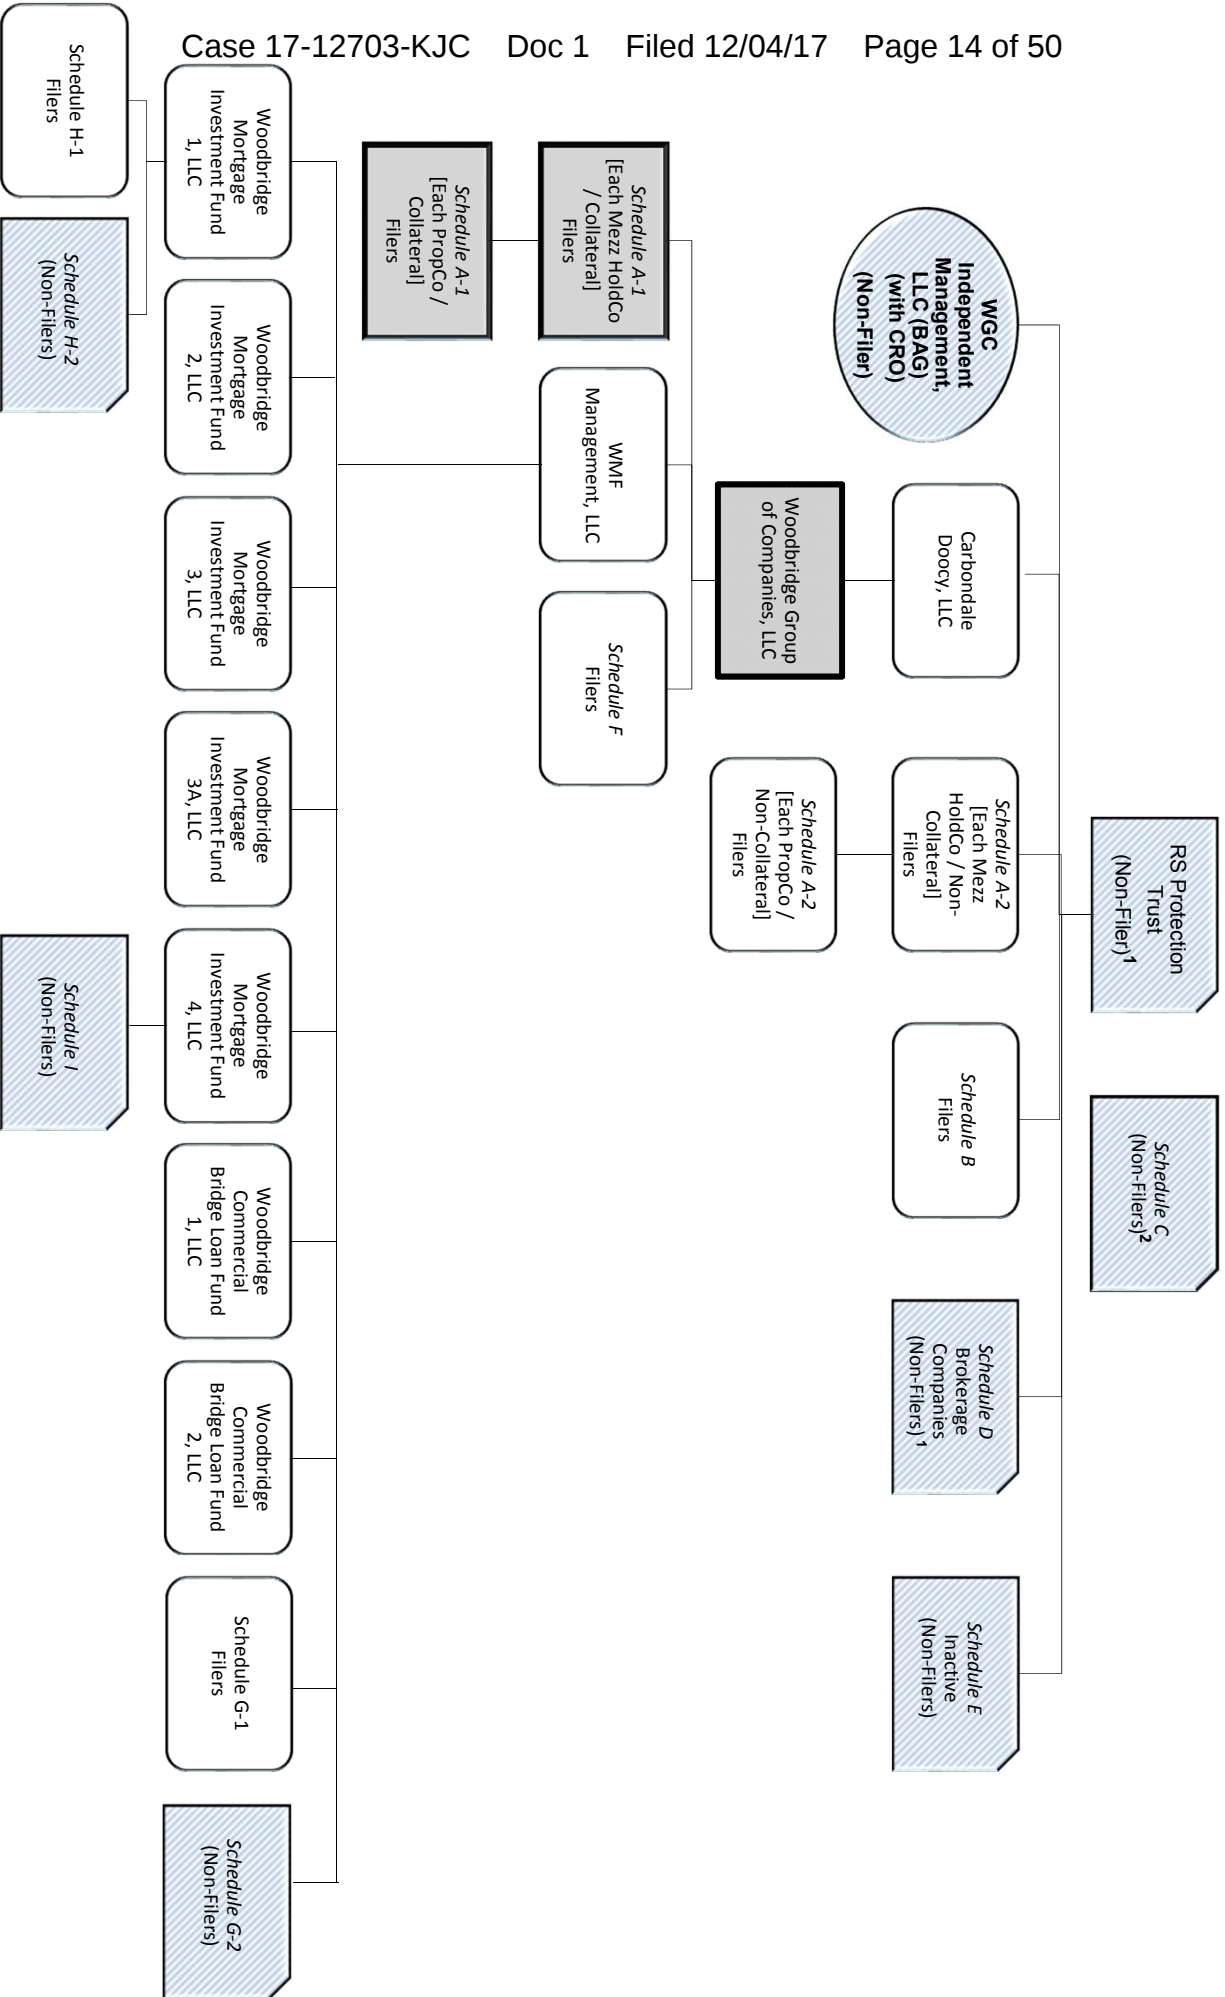 Case 17-12703-KJC Doc 1 Filed 12/04/17 Page 14 of 50
RS Protection
Trust
(Non-Filer)1
Schedule C
(Non-Filers)2
WGC
Independent
Management,
LLC (BAG)
(with CRO)
(Non-Filer)
Carbondale
Doocy, LLC
Schedule A-2
[Each Mezz
HoldCo / Non-
Collateral]
Filers
Schedule B
Filers
Schedule D
Brokerage
Companies
(Non-Filers) 1
Schedule E
Inactive
(Non-Filers)
Woodbridge Group
of Companies, LLC
Schedule A-2
[Each PropCo /
Non-Collateral]
Filers
Schedule A-1
[Each Mezz HoldCo
/ Collateral]
Filers
WMF
Management, LLC
Schedule F
Filers
Schedule A-1
[Each PropCo /
Collateral]
Filers
Woodbridge
Mortgage
Investment Fund
1, LLC
Woodbridge
Mortgage
Investment Fund
2, LLC
Woodbridge
Mortgage
Investment Fund
3, LLC
Woodbridge
Mortgage
Investment Fund
3A, LLC
Woodbridge
Mortgage
Investment Fund
4, LLC
Woodbridge
Commercial
Bridge Loan Fund
1, LLC
Woodbridge
Commercial
Bridge Loan Fund
2, LLC
Schedule G-1
Filers
Schedule G-2
(Non-Filers)
Schedule H-1
Filers
Schedule H-2
(Non-Filers)
Schedule I
(Non-Filers)